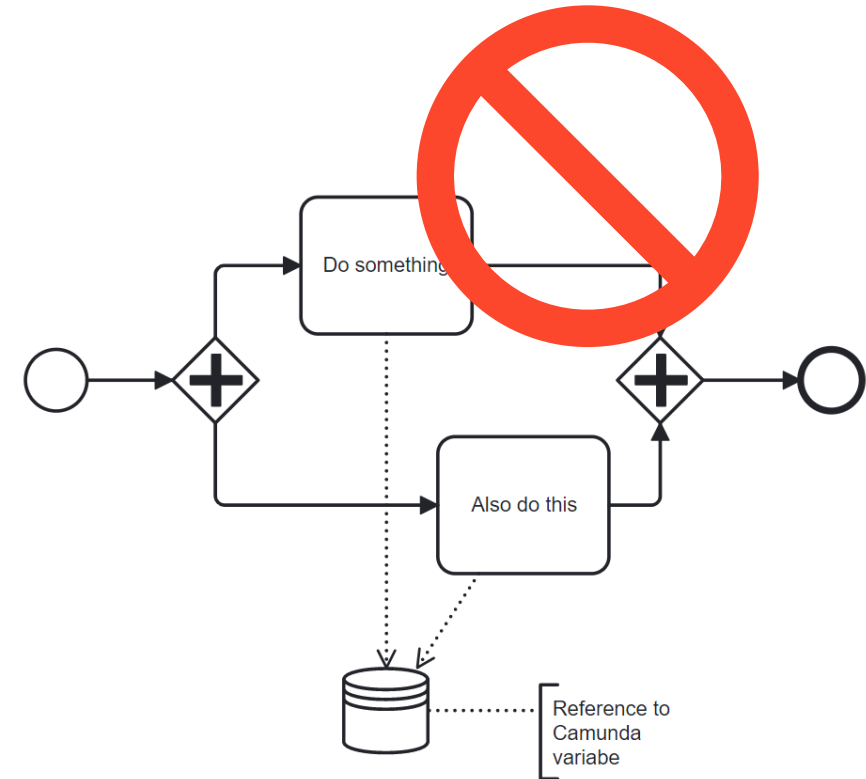 Do something
Also do this
Reference to
Camunda
variabe